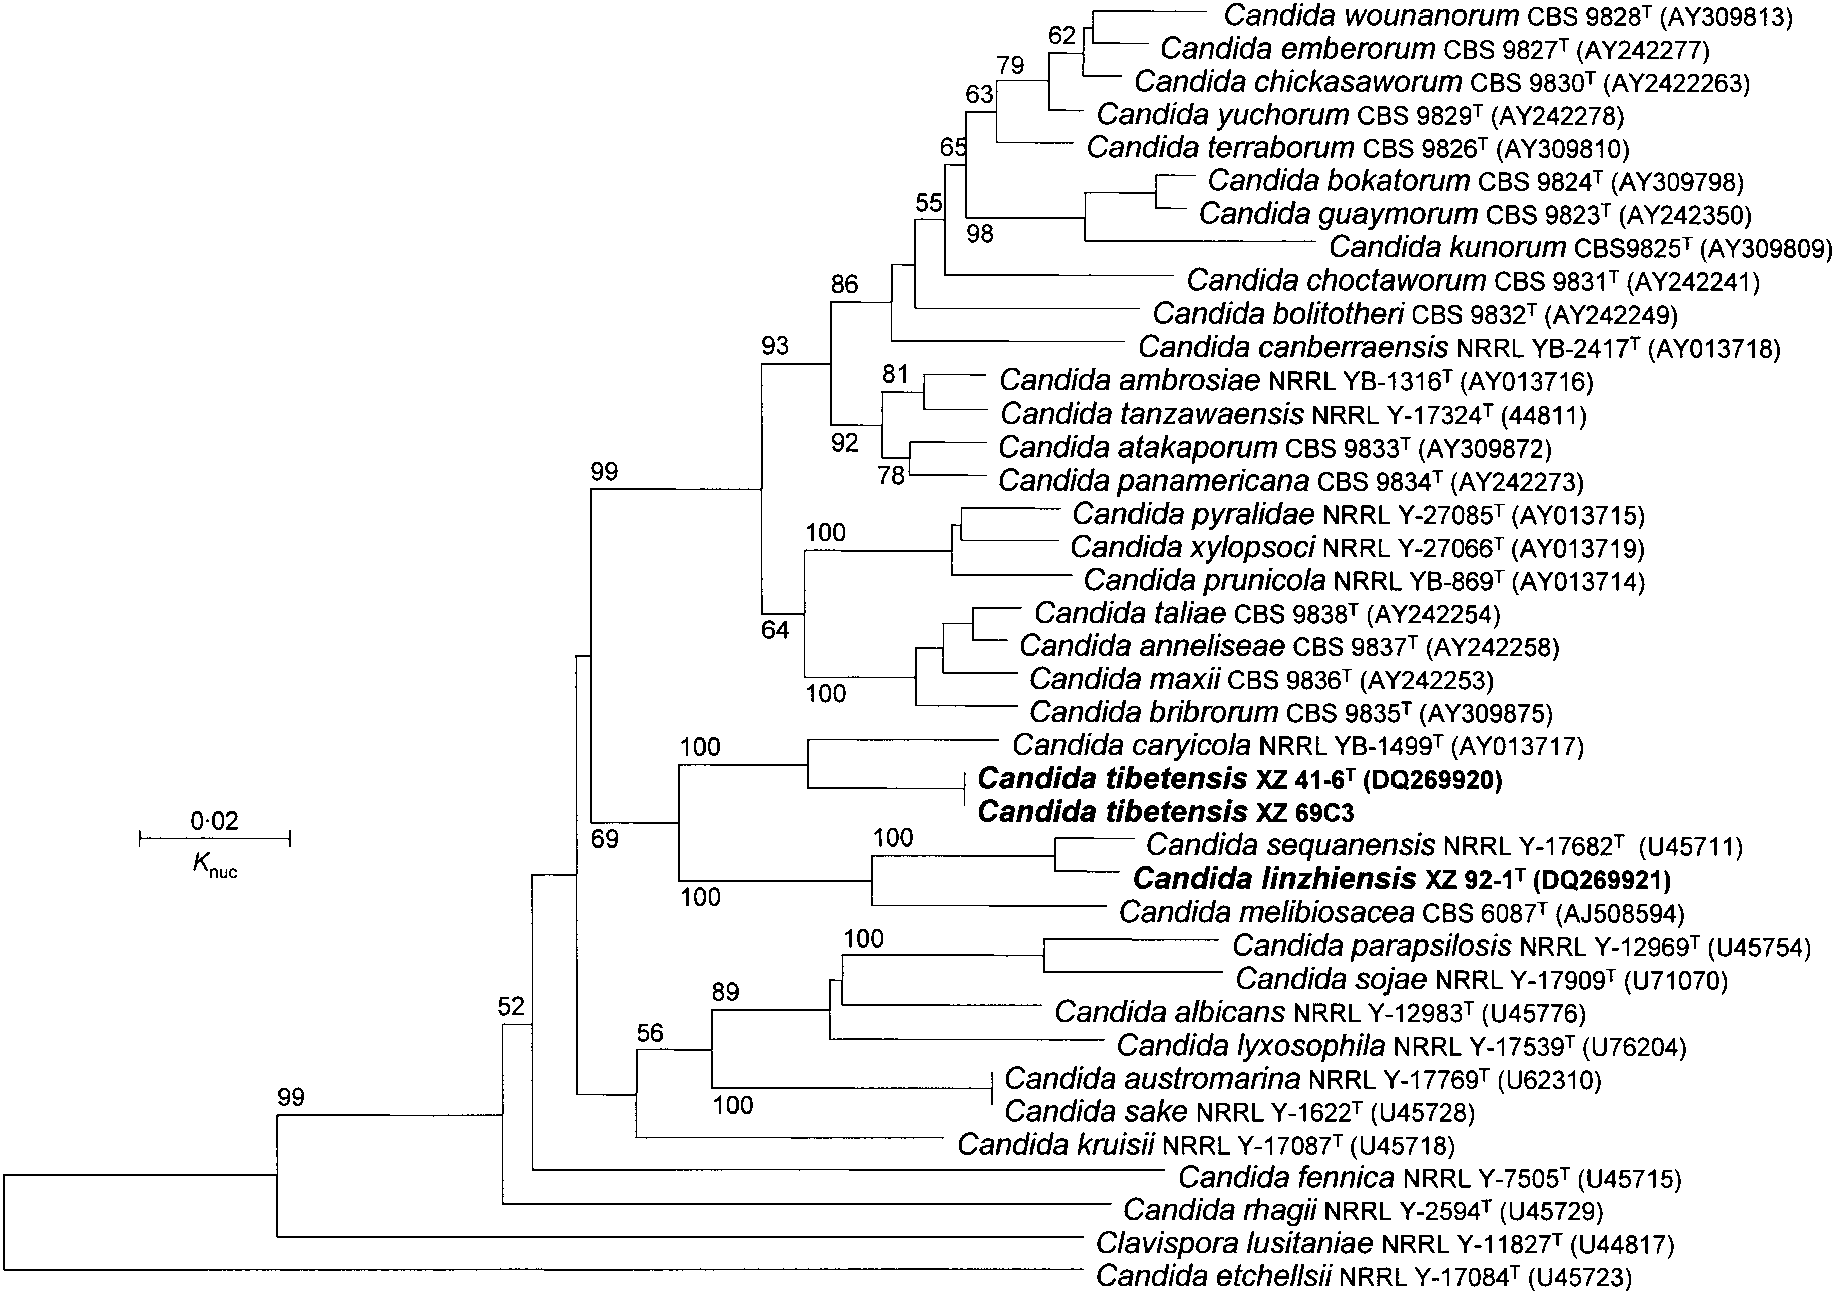 Candida wounanorum CBS 9828ᵀ (AY309813)
62
Candida emberorum CBS 9827ᵀ (AY242277)
79
Candida chickasaworum CBS 9830ᵀ (AY2422263)
63
Candida yuchorum CBS 9829ᵀ (AY242278)
65
Candida terraborum CBS 9826ᵀ (AY309810)
Candida bokatorum CBS 9824ᵀ (AY309798)
55
Candida guaymorum CBS 9823ᵀ (AY242350)
98
Candida kunorum CBS9825ᵀ (AY309809)
Candida choctaworum CBS 9831ᵀ (AY242241)
86
Candida bolitotheri CBS 9832ᵀ (AY242249)
93
Candida canberraensis NRRL YB-2417ᵀ (AY013718)
81
Candida ambrosiae NRRL YB-1316ᵀ (AY013716)
Candida tanzawaensis NRRL Y-17324ᵀ (44811)
92
Candida atakaporum CBS 9833ᵀ (AY309872)
99
78
Candida panamericana CBS 9834ᵀ (AY242273)
Candida pyralidae NRRL Y-27085ᵀ (AY013715)
100
Candida xylopsoci NRRL Y-27066ᵀ (AY013719)
Candida prunicola NRRL YB-869ᵀ (AY013714)
Candida taliae CBS 9838ᵀ (AY242254)
64
Candida anneliseae CBS 9837ᵀ (AY242258)
Candida maxii CBS 9836ᵀ (AY242253)
100
Candida bribrorum CBS 9835ᵀ (AY309875)
100
Candida caryicola NRRL YB-1499ᵀ (AY013717)
Candida tibetensis XZ 41-6ᵀ (DQ269920)
Candida tibetensis XZ 69C3
0·02
69
100
Candida sequanensis NRRL Y-17682ᵀ (U45711)
Knuc
Candida linzhiensis XZ 92-1ᵀ (DQ269921)
100
Candida melibiosacea CBS 6087ᵀ (AJ508594)
100
Candida parapsilosis NRRL Y-12969ᵀ (U45754)
Candida sojae NRRL Y-17909ᵀ (U71070)
89
52
Candida albicans NRRL Y-12983ᵀ (U45776)
56
Candida lyxosophila NRRL Y-17539ᵀ (U76204)
Candida austromarina NRRL Y-17769ᵀ (U62310)
99
100
Candida sake NRRL Y-1622ᵀ (U45728)
Candida kruisii NRRL Y-17087ᵀ (U45718)
Candida fennica NRRL Y-7505ᵀ (U45715)
Candida rhagii NRRL Y-2594ᵀ (U45729)
Clavispora lusitaniae NRRL Y-11827ᵀ (U44817)
Candida etchellsii NRRL Y-17084ᵀ (U45723)